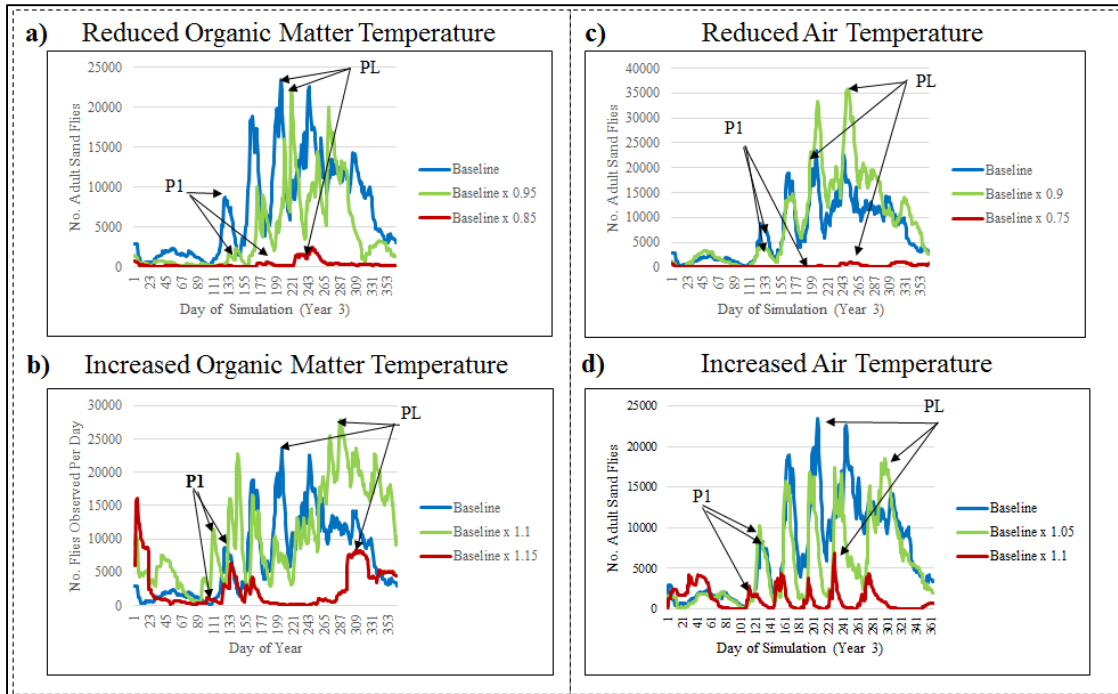 a) Reduced Organic Matter Temperature
25000
20000
15000
10000
5000
0
No. Adult Sand Flies
P1
PL
1 23 45 67 89 111 133 155 177 199 221 243 265 287 309 331 353
Day of Simulation (Year 3)
Baseline
Baseline x 0.95
Baseline x 0.85
b) Increased Organic Matter Temperature
30000
25000
20000
15000
10000
5000
0
No. Flies Observed Per Day
P1
PL
1 23 45 67 89 111 133 155 177 199 221 243 265 287 309 331 353
Day of Year
Baseline
Baseline x 1.1
Baseline x 1.15
c) Reduced Air Temperature
40000
35000
30000
25000
20000
15000
10000
5000
0
No. Adult Sand Flies
P1
PL
1 23 45 67 89 111 133 155 177 199 221 243 265 287 309 331 353
Day of Simulation (Year 3)
Baseline
Baseline x 0.9
Baseline x 0.75
d) Increased Air Temperature
25000
20000
15000
10000
5000
0
No. Adult Sand Flies
P1
PL
1 21 41 61 81 101 121 141 161 181 201 221 241 261 281 301 321 341 361
Day of Simulation (Year 3)
Baseline
Baseline x 1.05
Baseline x 1.1